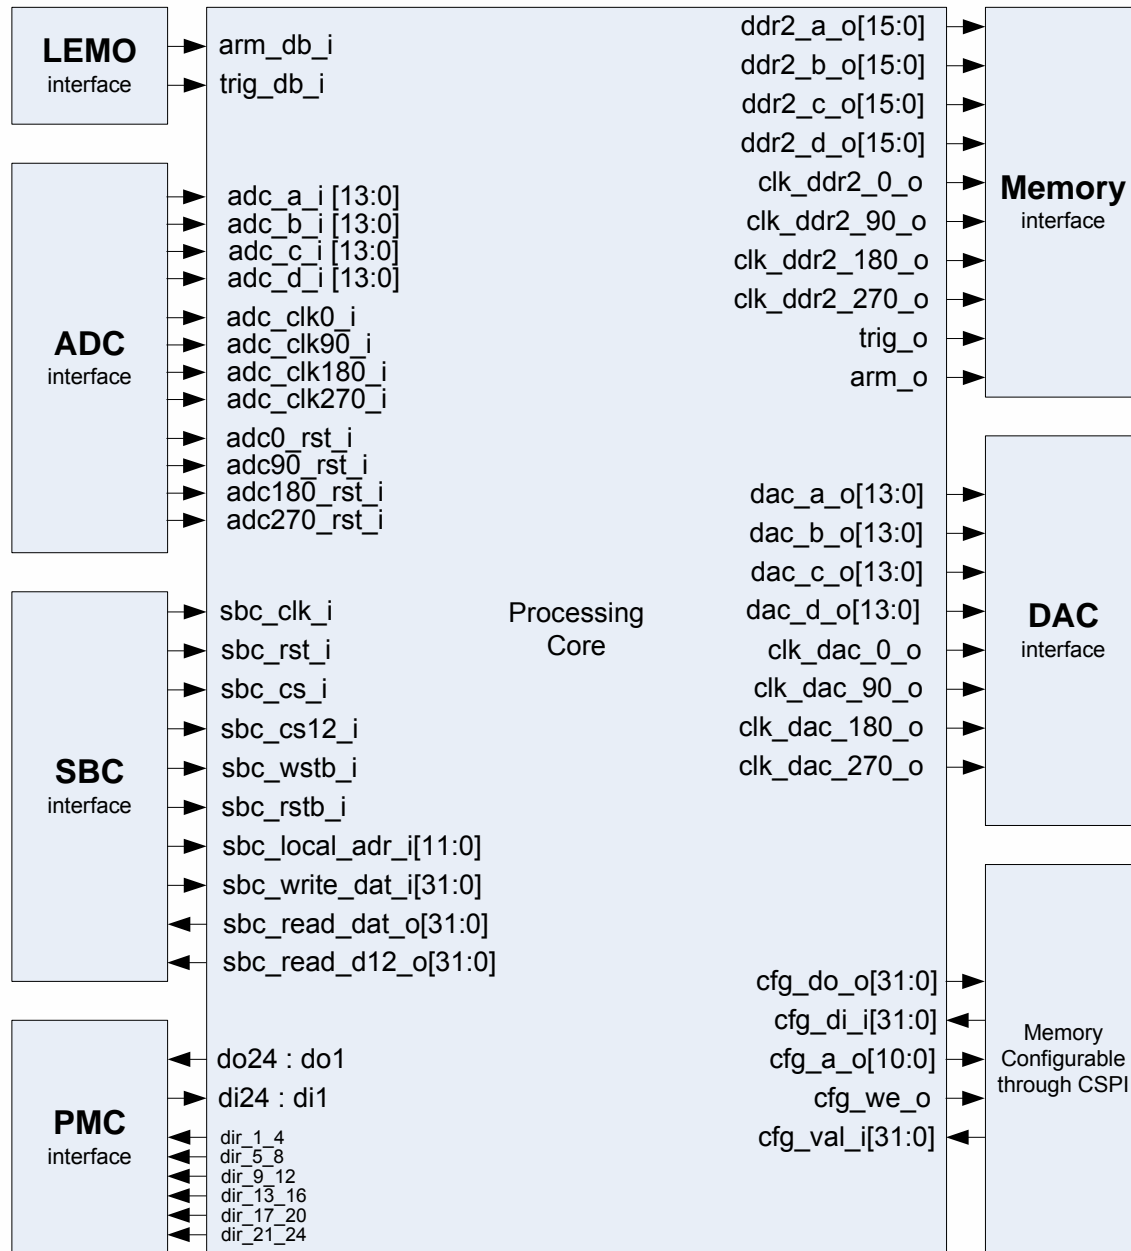 LEMO
interface
arm_db_i
trig_db_i
ADC
interface
adc_a_i [13:0]
adc_b_i [13:0]
adc_c_i [13:0]
adc_d_i [13:0]
adc_clk0_i
adc_clk90_i
adc_clk180_i
adc_clk270_i
adc0_rst_i
adc90_rst_i
adc180_rst_i
adc270_rst_i
SBC
interface
sbc_clk_i
sbc_rst_i
sbc_cs_i
sbc_cs12_i
sbc_wstb_i
sbc_rstb_i
sbc_local_adr_i[11:0]
sbc_write_dat_i[31:0]
sbc_read_dat_o[31:0]
sbc_read_d12_o[31:0]
PMC
interface
do24 : do1
di24 : di1
dir_1_4
dir_5_8
dir_9_12
dir_13_16
dir_17_20
dir_21_24
Processing
Core
ddr2_a_o[15:0]
ddr2_b_o[15:0]
ddr2_c_o[15:0]
ddr2_d_o[15:0]
clk_ddr2_0_o
clk_ddr2_90_o
clk_ddr2_180_o
clk_ddr2_270_o
trig_o
arm_o
Memory
interface
dac_a_o[13:0]
dac_b_o[13:0]
dac_c_o[13:0]
dac_d_o[13:0]
clk_dac_0_o
clk_dac_90_o
clk_dac_180_o
clk_dac_270_o
DAC
interface
cfg_do_o[31:0]
cfg_di_i[31:0]
cfg_a_o[10:0]
cfg_we_o
cfg_val_i[31:0]
Memory
Configurable
through CSPI